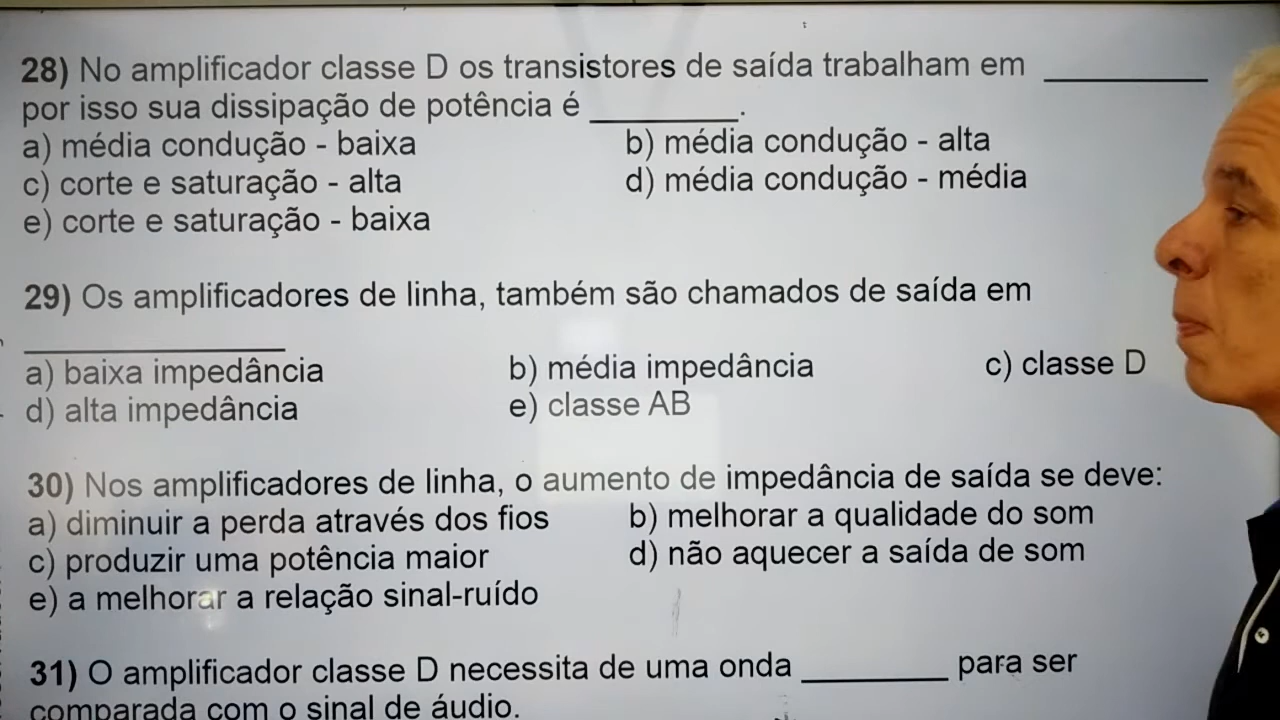 28) No amplificador classe D os transistores de saída trabalham em __________
por isso sua dissipação de potência é _________.
a) média condução - baixa b) média condução - alta
c) corte e saturação - alta d) média condução - média
e) corte e saturação - baixa
29) Os amplificadores de linha, também são chamados de saída em
________________
a) baixa impedância b) média impedância c) classe D
d) alta impedância e) classe AB
30) Nos amplificadores de linha, o aumento de impedância de saída se deve:
a) diminuir a perda através dos fios b) melhorar a qualidade do som
c) produzir uma potência maior d) não aquecer a saída de som
e) a melhorar a relação sinal-ruído
31) O amplificador classe D necessita de uma onda _________ para ser
comparada com o sinal de áudio.